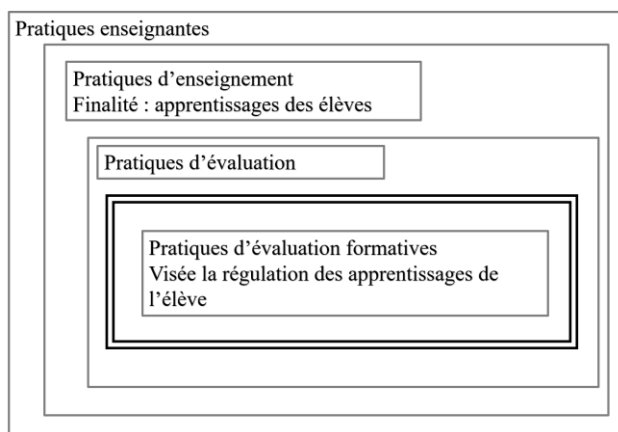 Pratiques enseignantes
Pratiques d’enseignement
Finalité : apprentissages des élèves
Pratiques d’évaluation
Pratiques d’évaluation formatives
Visée la régulation des apprentissages de
l’élève